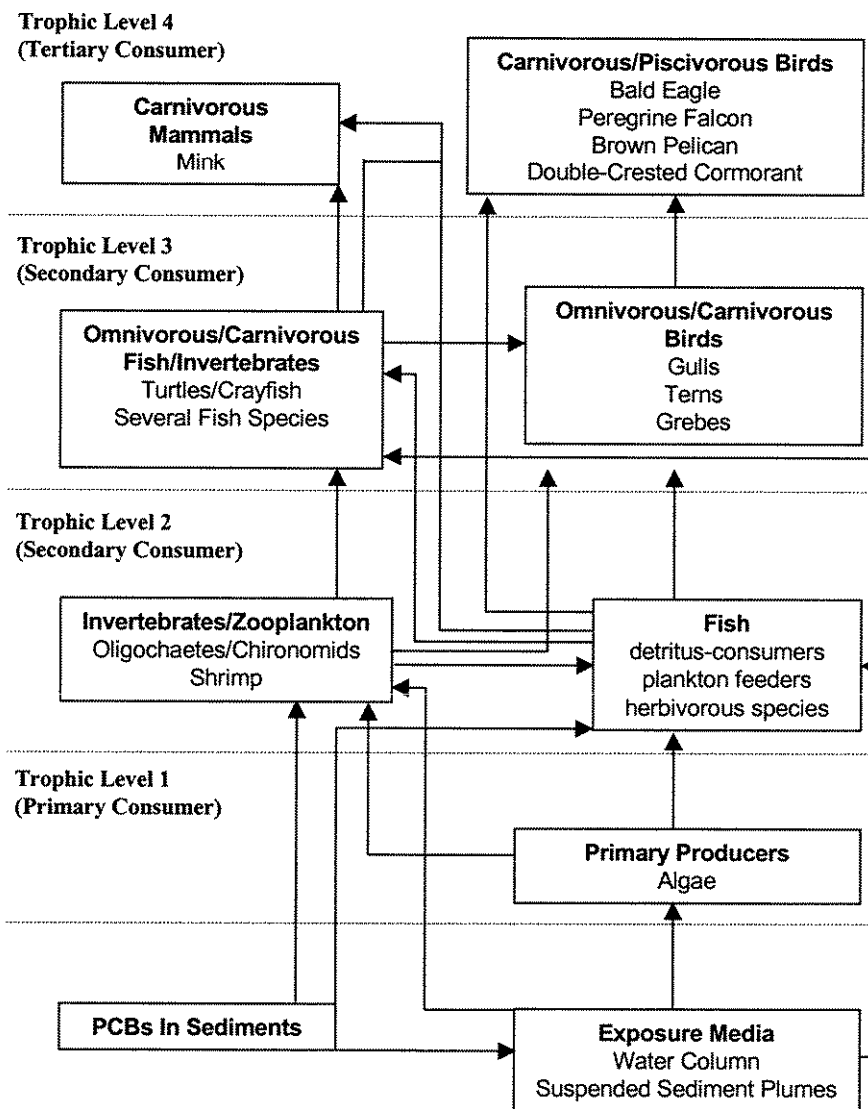 Trophic Level 4
(Tertiary Consumer)
Carnivorous
Mammals
Mink
Carnivorous/Piscivorous Birds
Bald Eagle
Peregrine Falcon
Brown Pelican
Double-Crested Cormorant
Trophic Level 3
(Secondary Consumer)
Omnivorous/Carnivorous
Fish/Invertebrates
Turtles/Crayfish
Several Fish Species
Omnivorous/Carnivorous
Birds
Gulls
Terns
Grebes
Trophic Level 2
(Secondary Consumer)
Invertebrates/Zooplankton
Oligochaetes/Chironomids
Shrimp
Fish
detritus-consumers
plankton feeders
herbivorous species
Trophic Level 1
(Primary Consumer)
Primary Producers
Algae
PCBs In Sediments
Exposure Media
Water Column
Suspended Sediment Plumes